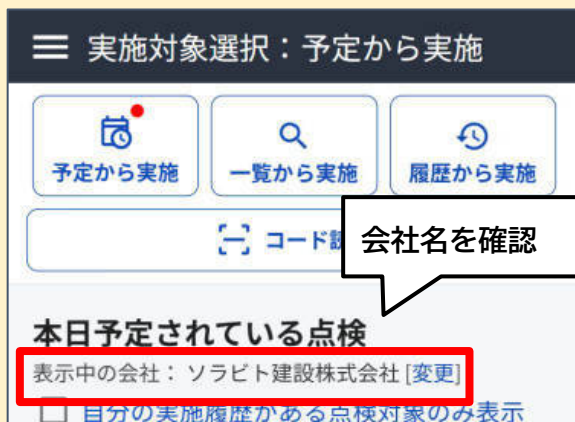 実施対象選択：予定から実施
予定から実施
一覧から実施
履歴から実施
コード読
会社名を確認
本日予定されている点検
表示中の会社： ソラビト建設株式会社 [変更]
自分の実施履歴がある点検対象のみ表示